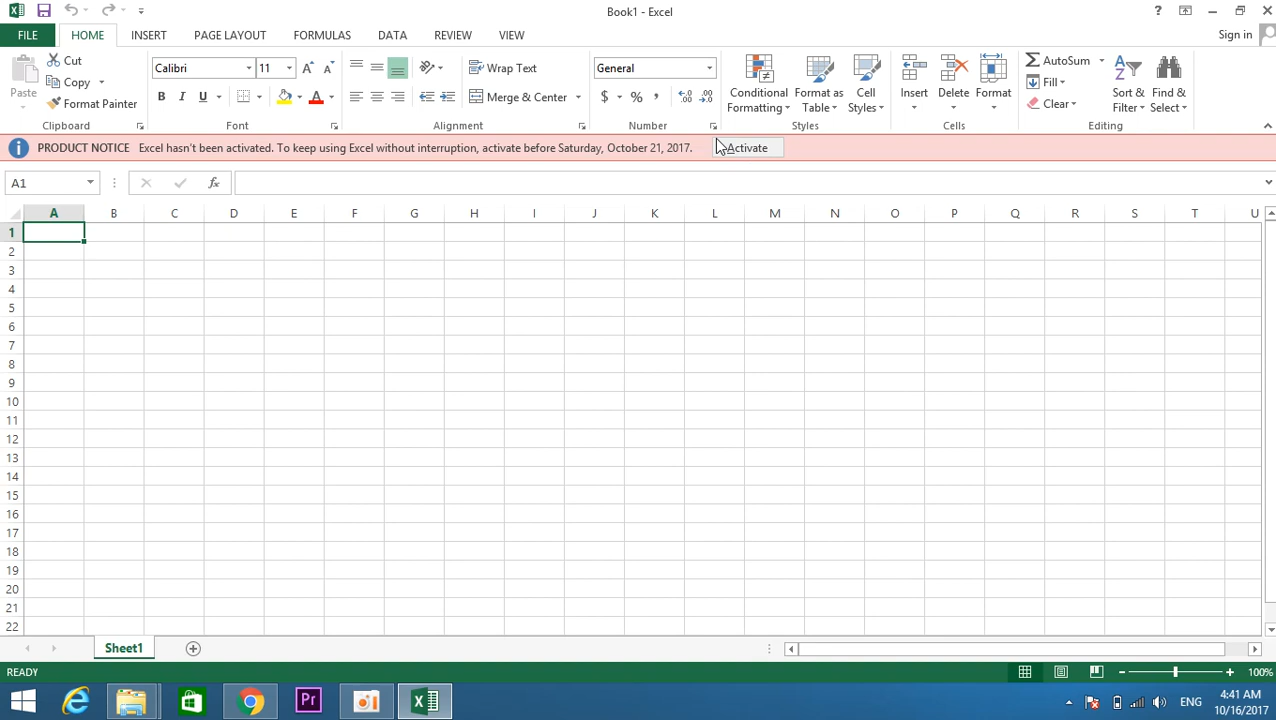 Book1 - Excel
?
FILE HOME INSERT PAGE LAYOUT FORMULAS DATA REVIEW VIEW Sign in
Paste
Cut
Copy
Format Painter
Clipboard
Calibri 11
B I U A
Font
Wrap Text
Merge & Center
Alignment
General
$ % ,
Number
Conditional Formatting
Format as Table
Cell Styles
Styles
Insert Delete Format
Cells
AutoSum
Fill
Clear
Sort & Filter
Find & Select
Editing
PRODUCT NOTICE Excel hasn't been activated. To keep using Excel without interruption, activate before Saturday, October 21, 2017. Activate
A1 fx
A B C D E F G H I J K L M N O P Q R S T U
1
2
3
4
5
6
7
8
9
10
11
12
13
14
15
16
17
18
19
20
21
22
Sheet1
READY 100%
Pr
ENG
4:41 AM
10/16/2017